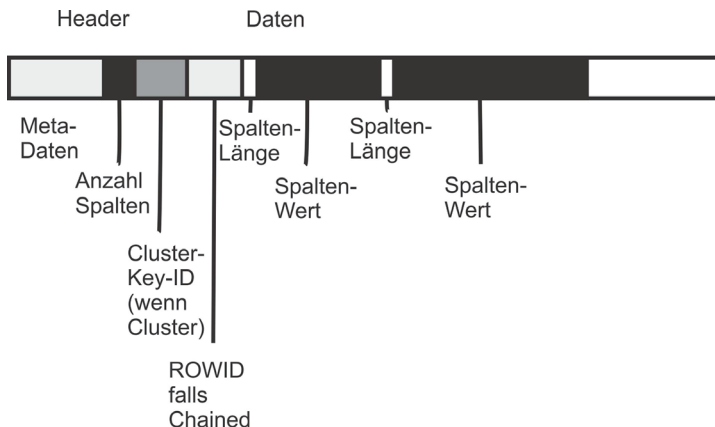 Header
Daten
Meta-
Daten
Anzahl
Spalten
Cluster-
Key-ID
(wenn
Cluster)
ROWID
falls
Chained
Spalten-
Länge
Spalten-
Wert
Spalten-
Länge
Spalten-
Wert